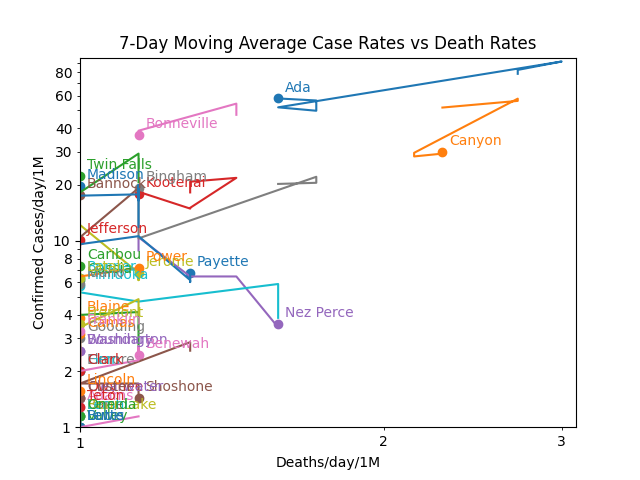 7-Day Moving Average Case Rates vs Death Rates
Confirmed Cases/day/1M
80
60
40
30
20
10
8
6
4
3
2
1
Ada
Bonneville
Canyon
Twin Falls
Madison
Bannock
Bingham
Kootenai
Jefferson
Caribou
Power
Jerome
Payette
Minidoka
Blaine
Nez Perce
Gooding
Washington
Benewah
Clark
Lincoln
Shoshone
Teton
1
2
3
Deaths/day/1M